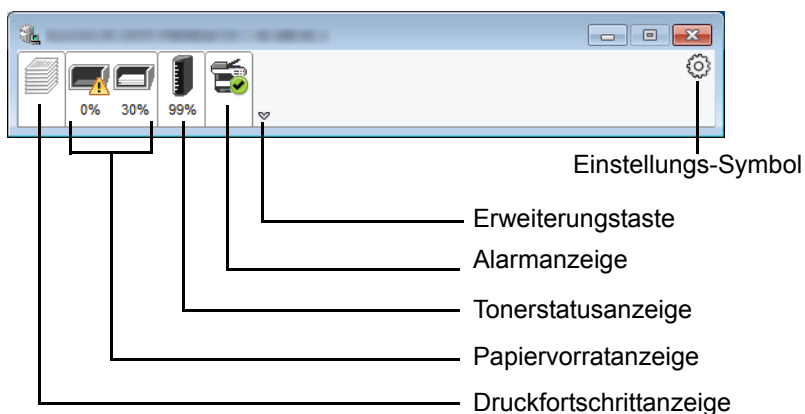 0% 30% 99%
Einstellungs-Symbol
Erweiterungstaste
Alarmanzeige
Tonerstatusanzeige
Papiervorratanzeige
Druckfortschrittanzeige